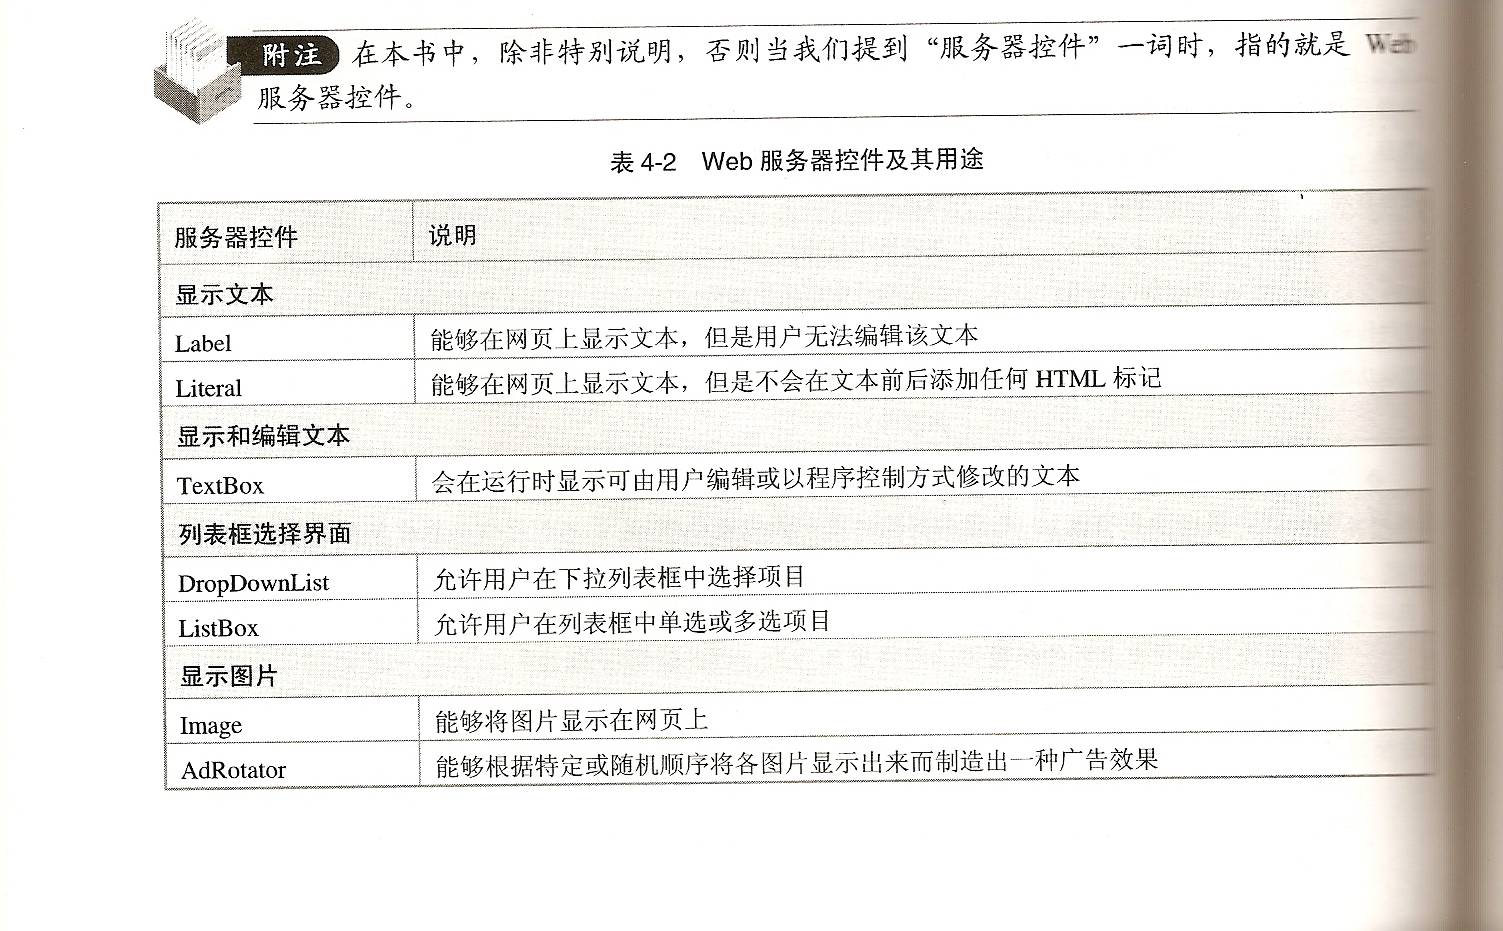 附注 在本书中，除非特别说明，否则当我们提到“服务器控件”一词时，指的就是 Web
服务器控件。
表 4-2 Web 服务器控件及其用途
服务器控件 说明
显示文本
Label 能够在网页上显示文本，但是用户无法编辑该文本
Literal 能够在网页上显示文本，但是不会在文本前后添加任何 HTML 标记
显示和编辑文本
TextBox 会在运行时显示可由用户编辑或以程序控制方式修改的文本
列表框选择界面
DropDownList 允许用户在下拉列表框中选择项目
ListBox 允许用户在列表框中单选或多选项目
显示图片
Image 能够将图片显示在网页上
AdRotator 能够根据特定或随机顺序将各图片显示出来而制造出一种广告效果